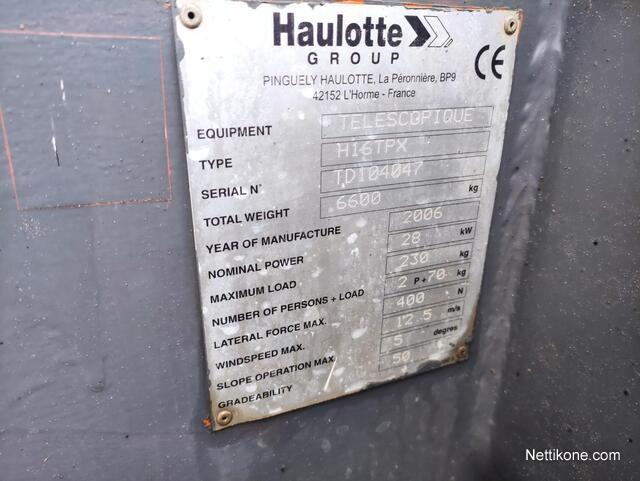 Haulotte
GROUP
CE
PINGUELY HAULOTTE, La Péronnière, BP9
42152 L'Horme - France
EQUIPMENT TELESCOPIQUE
TYPE H16TPX
SERIAL N° TD104047
TOTAL WEIGHT 6600 kg
YEAR OF MANUFACTURE 2006
NOMINAL POWER 28 kW
MAXIMUM LOAD 230 kg
NUMBER OF PERSONS + LOAD 2 P + 70 kg
LATERAL FORCE MAX. 400 N
WINDSPEED MAX. 12.5 m/s
SLOPE OPERATION MAX. 5 degres
GRADEABILITY 50
Nettikone.com